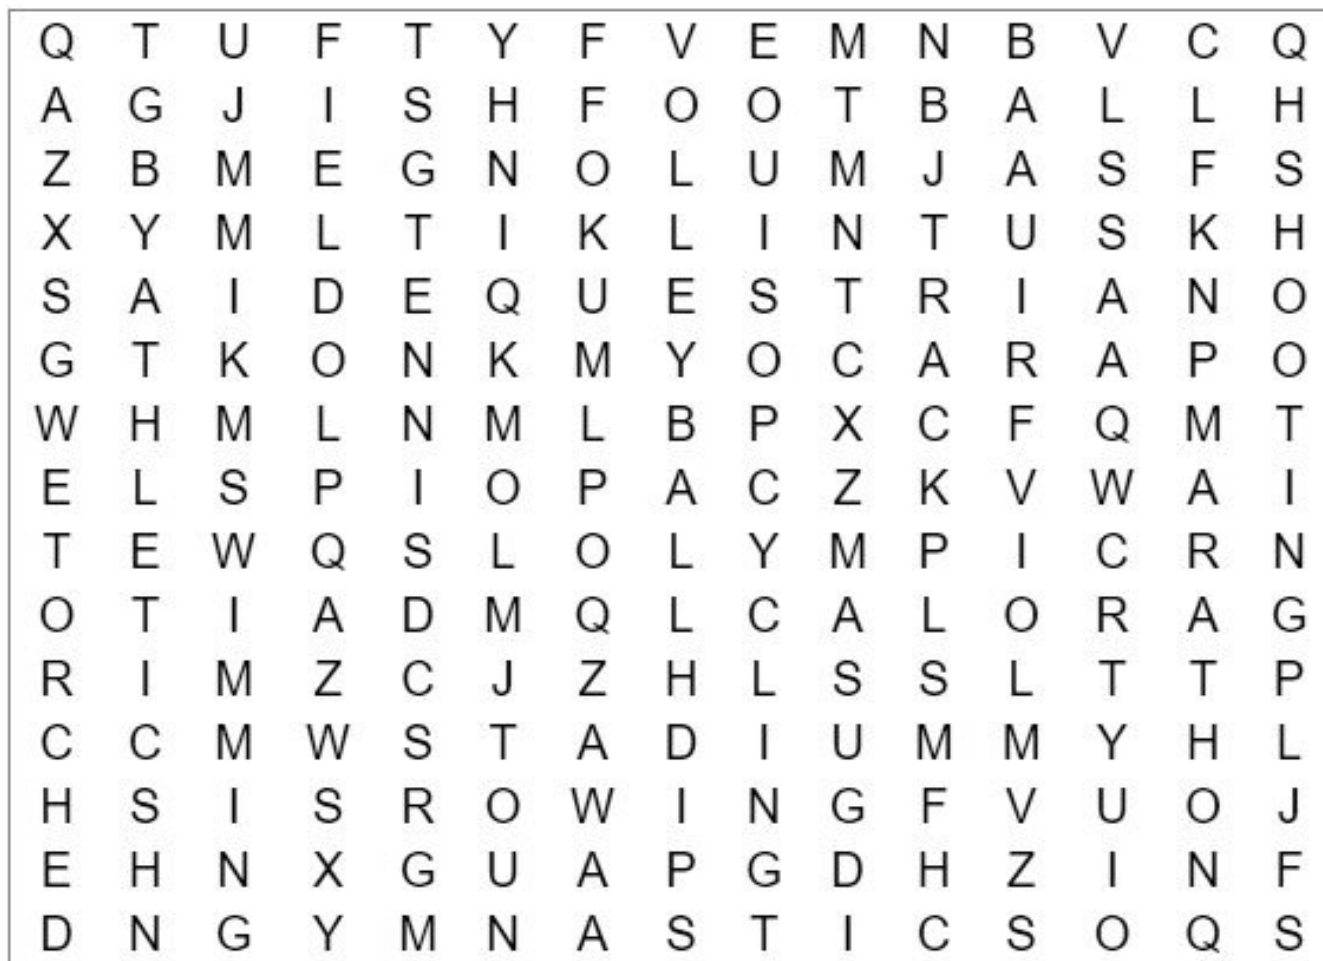 Q T U F T Y F V E M N B V C Q
A G J I S H F O O T B A L L H
Z B M E G N O L U M J A S F S
X Y M L T I K L I N T U S K H
S A I D E Q U E S T R I A N O
G T K O N K M Y O C A R A P O
W H M L N M L B P X C F Q M T
E L S P I O P A C Z K V W A I
T E W Q S L O L Y M P I C R N
O T I A D M Q L C A L O R A G
R I M Z C J Z H L S S L T T P
C C M W S T A D I U M M Y H L
H S I S R O W I N G F V U O J
E H N X G U A P G D H Z I N F
D N G Y M N A S T I C S O Q S